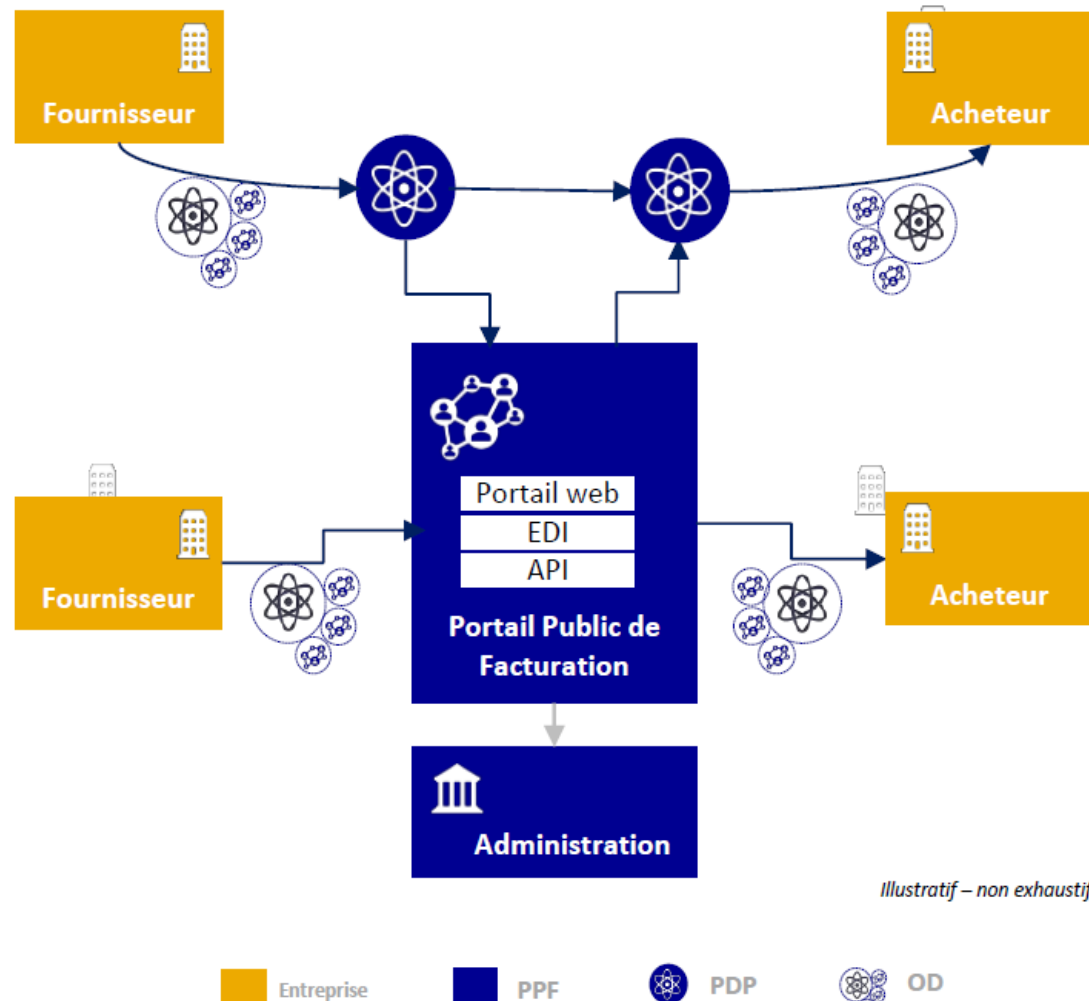 Fournisseur
Acheteur
Portail web
EDI
API
Fournisseur
Acheteur
Portail Public de
Facturation
Administration
Illustratif – non exhaustif
Entreprise
PPF
PDP
OD